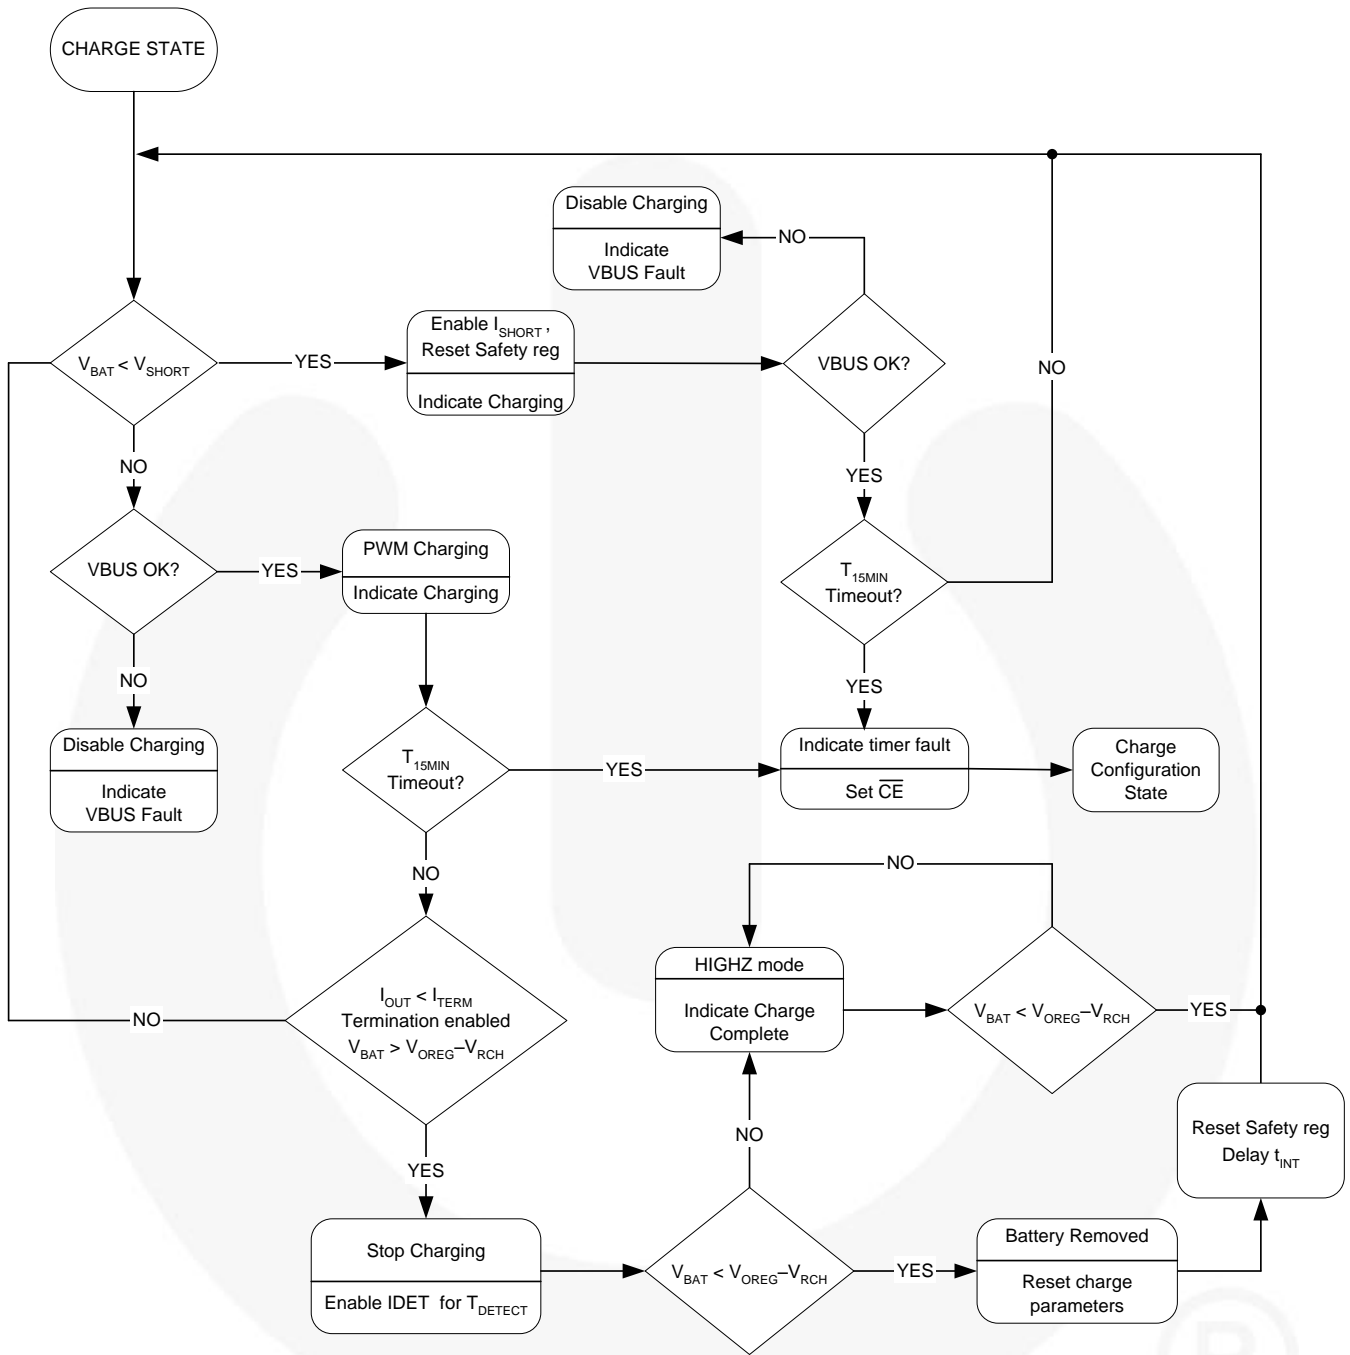 CHARGE STATE
Disable Charging
Indicate
VBUS Fault
NO
VBAT < VSHORT
YES
Enable ISHORT ,
Reset Safety reg
Indicate Charging
VBUS OK?
NO
NO
YES
VBUS OK?
YES
PWM Charging
Indicate Charging
T15MIN
Timeout?
NO
YES
Disable Charging
Indicate
VBUS Fault
T15MIN
Timeout?
YES
Indicate timer fault
Set C̅E̅
Charge
Configuration
State
NO
NO
IOUT < ITERM
Termination enabled
VBAT > VOREG–VRCH
NO
HIGHZ mode
Indicate Charge
Complete
VBAT < VOREG–VRCH
YES
YES
NO
Reset Safety reg
Delay tINT
Stop Charging
Enable IDET for TDETECT
VBAT < VOREG–VRCH
YES
Battery Removed
Reset charge
parameters
R